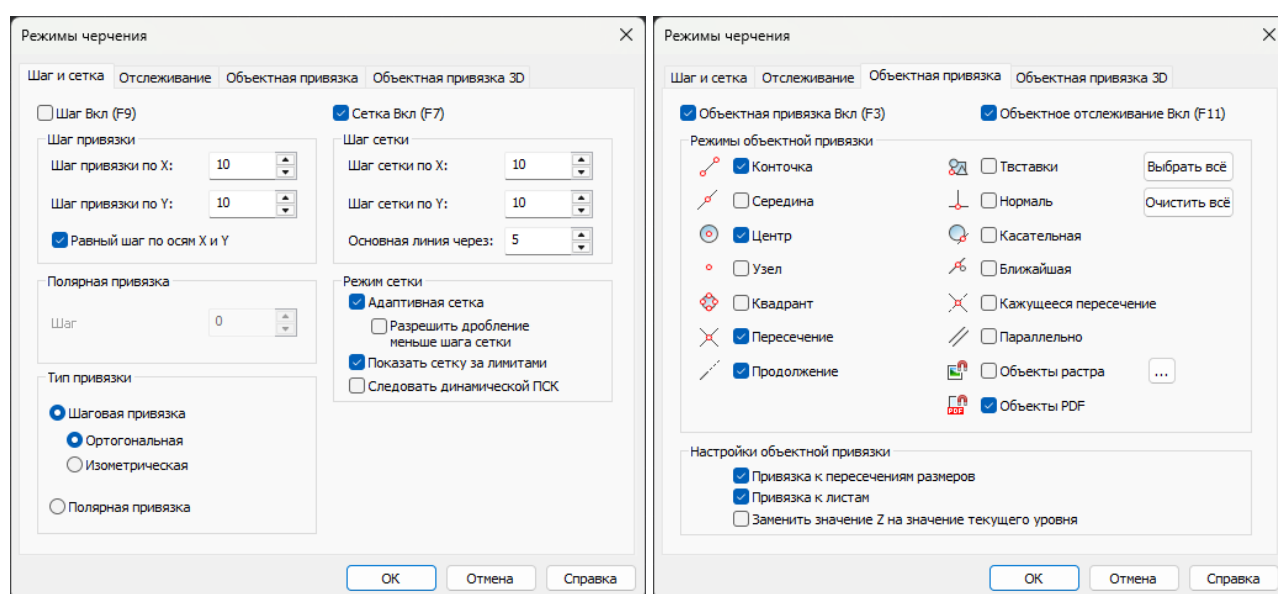 Режимы черчения
Шаг и сетка Отслеживание Объектная привязка Объектная привязка 3D
Шаг Вкл (F9)
Сетка Вкл (F7)
Шаг привязки
Шаг привязки по X: 10
Шаг привязки по Y: 10
Равный шаг по осям X и Y
Шаг сетки
Шаг сетки по X: 10
Шаг сетки по Y: 10
Основная линия через: 5
Полярная привязка
Шаг 0
Режим сетки
Адаптивная сетка
Разрешить дробление
меньше шага сетки
Показать сетку за лимитами
Следовать динамической ПСК
Тип привязки
Шаговая привязка
Ортогональная
Изометрическая
Полярная привязка
ОК Отмена Справка
Режимы черчения
Шаг и сетка Отслеживание Объектная привязка Объектная привязка 3D
Объектная привязка Вкл (F3)
Объектное отслеживание Вкл (F11)
Режимы объектной привязки
Конточка
Середина
Центр
Узел
Квадрант
Пересечение
Продолжение
Твставки
Нормаль
Касательная
Ближайшая
Кажущееся пересечение
Параллельно
Объекты растра ...
PDF Объекты PDF
Выбрать всё
Очистить всё
Настройки объектной привязки
Привязка к пересечениям размеров
Привязка к листам
Заменить значение Z на значение текущего уровня
ОК Отмена Справка